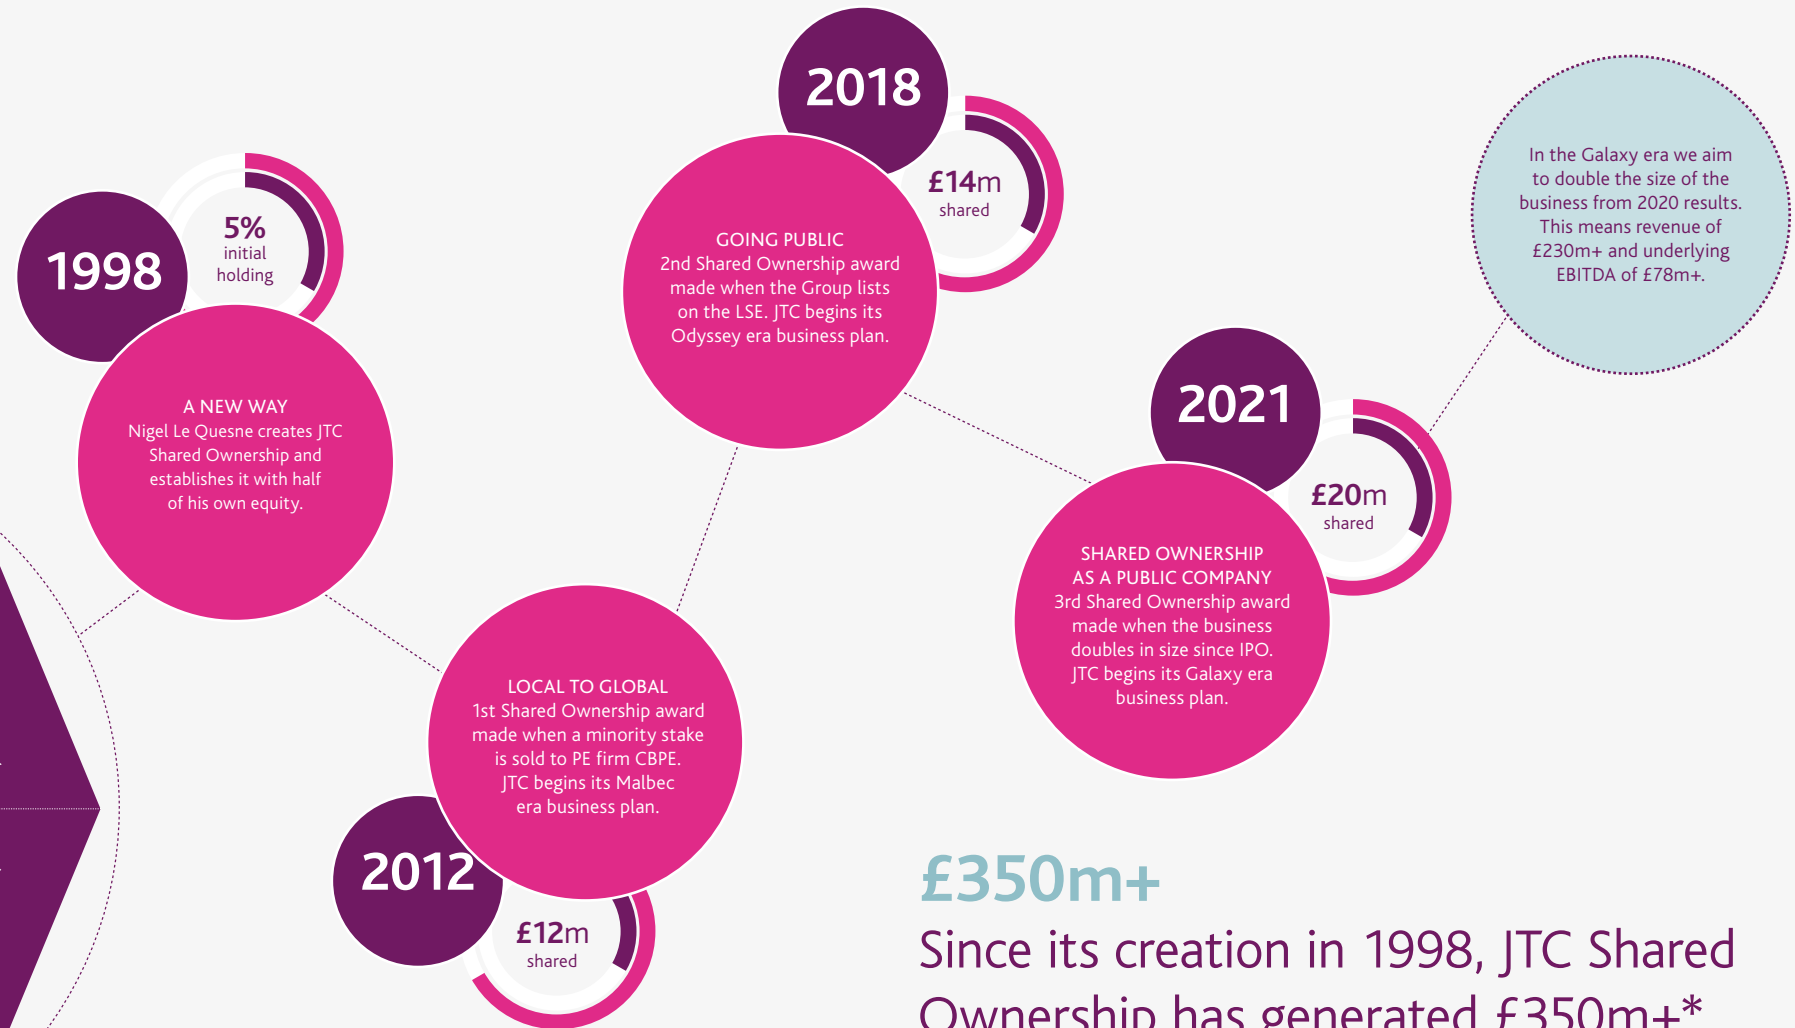 1998
5%
initial
holding
A NEW WAY
Nigel Le Quesne creates JTC
Shared Ownership and
establishes it with half
of his own equity.
2012
LOCAL TO GLOBAL
1st Shared Ownership award
made when a minority stake
is sold to PE firm CBPE.
JTC begins its Malbec
era business plan.
£12m
shared
2018
£14m
shared
GOING PUBLIC
2nd Shared Ownership award
made when the Group lists
on the LSE. JTC begins its
Odyssey era business plan.
2021
£20m
shared
SHARED OWNERSHIP
AS A PUBLIC COMPANY
3rd Shared Ownership award
made when the business
doubles in size since IPO.
JTC begins its Galaxy era
business plan.
In the Galaxy era we aim
to double the size of the
business from 2020 results.
This means revenue of
£230m+ and underlying
EBITDA of £78m+.
£350m+
Since its creation in 1998, JTC Shared
Ownership has generated £350m+*